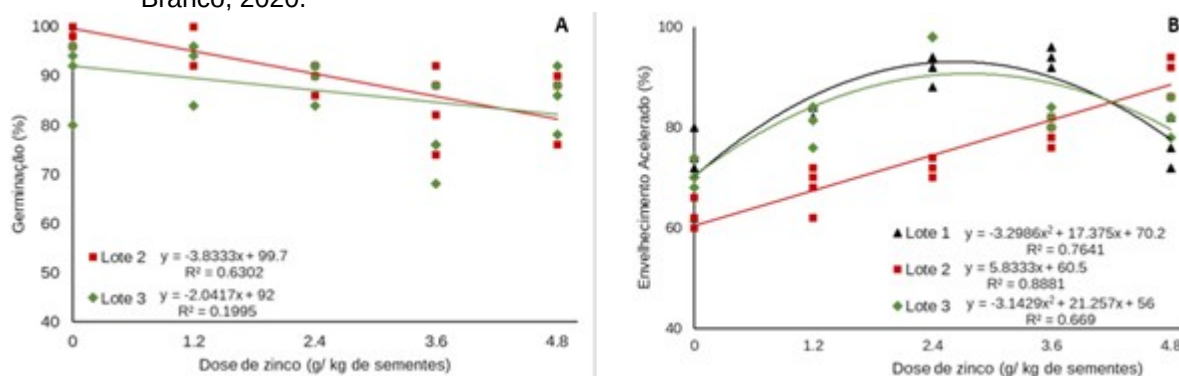 Branco, 2020.
A
100
90
80
70
60
50
40
Germinação (%)
Lote 2 y = -3.8333x + 99.7
R² = 0.6302
Lote 3 y = -2.0417x + 92
R² = 0.1995
0 1.2 2.4 3.6 4.8
Dose de zinco (g/ kg de sementes)
B
100
80
60
40
Envelhecimento Acelerado (%)
Lote 1 y = -3.2986x² + 17.375x + 70.2
R² = 0.7641
Lote 2 y = 5.8333x + 60.5
R² = 0.8881
Lote 3 y = -3.1429x² + 21.257x + 56
R² = 0.669
0 1.2 2.4 3.6 4.8
Dose de zinco (g/ kg de sementes)